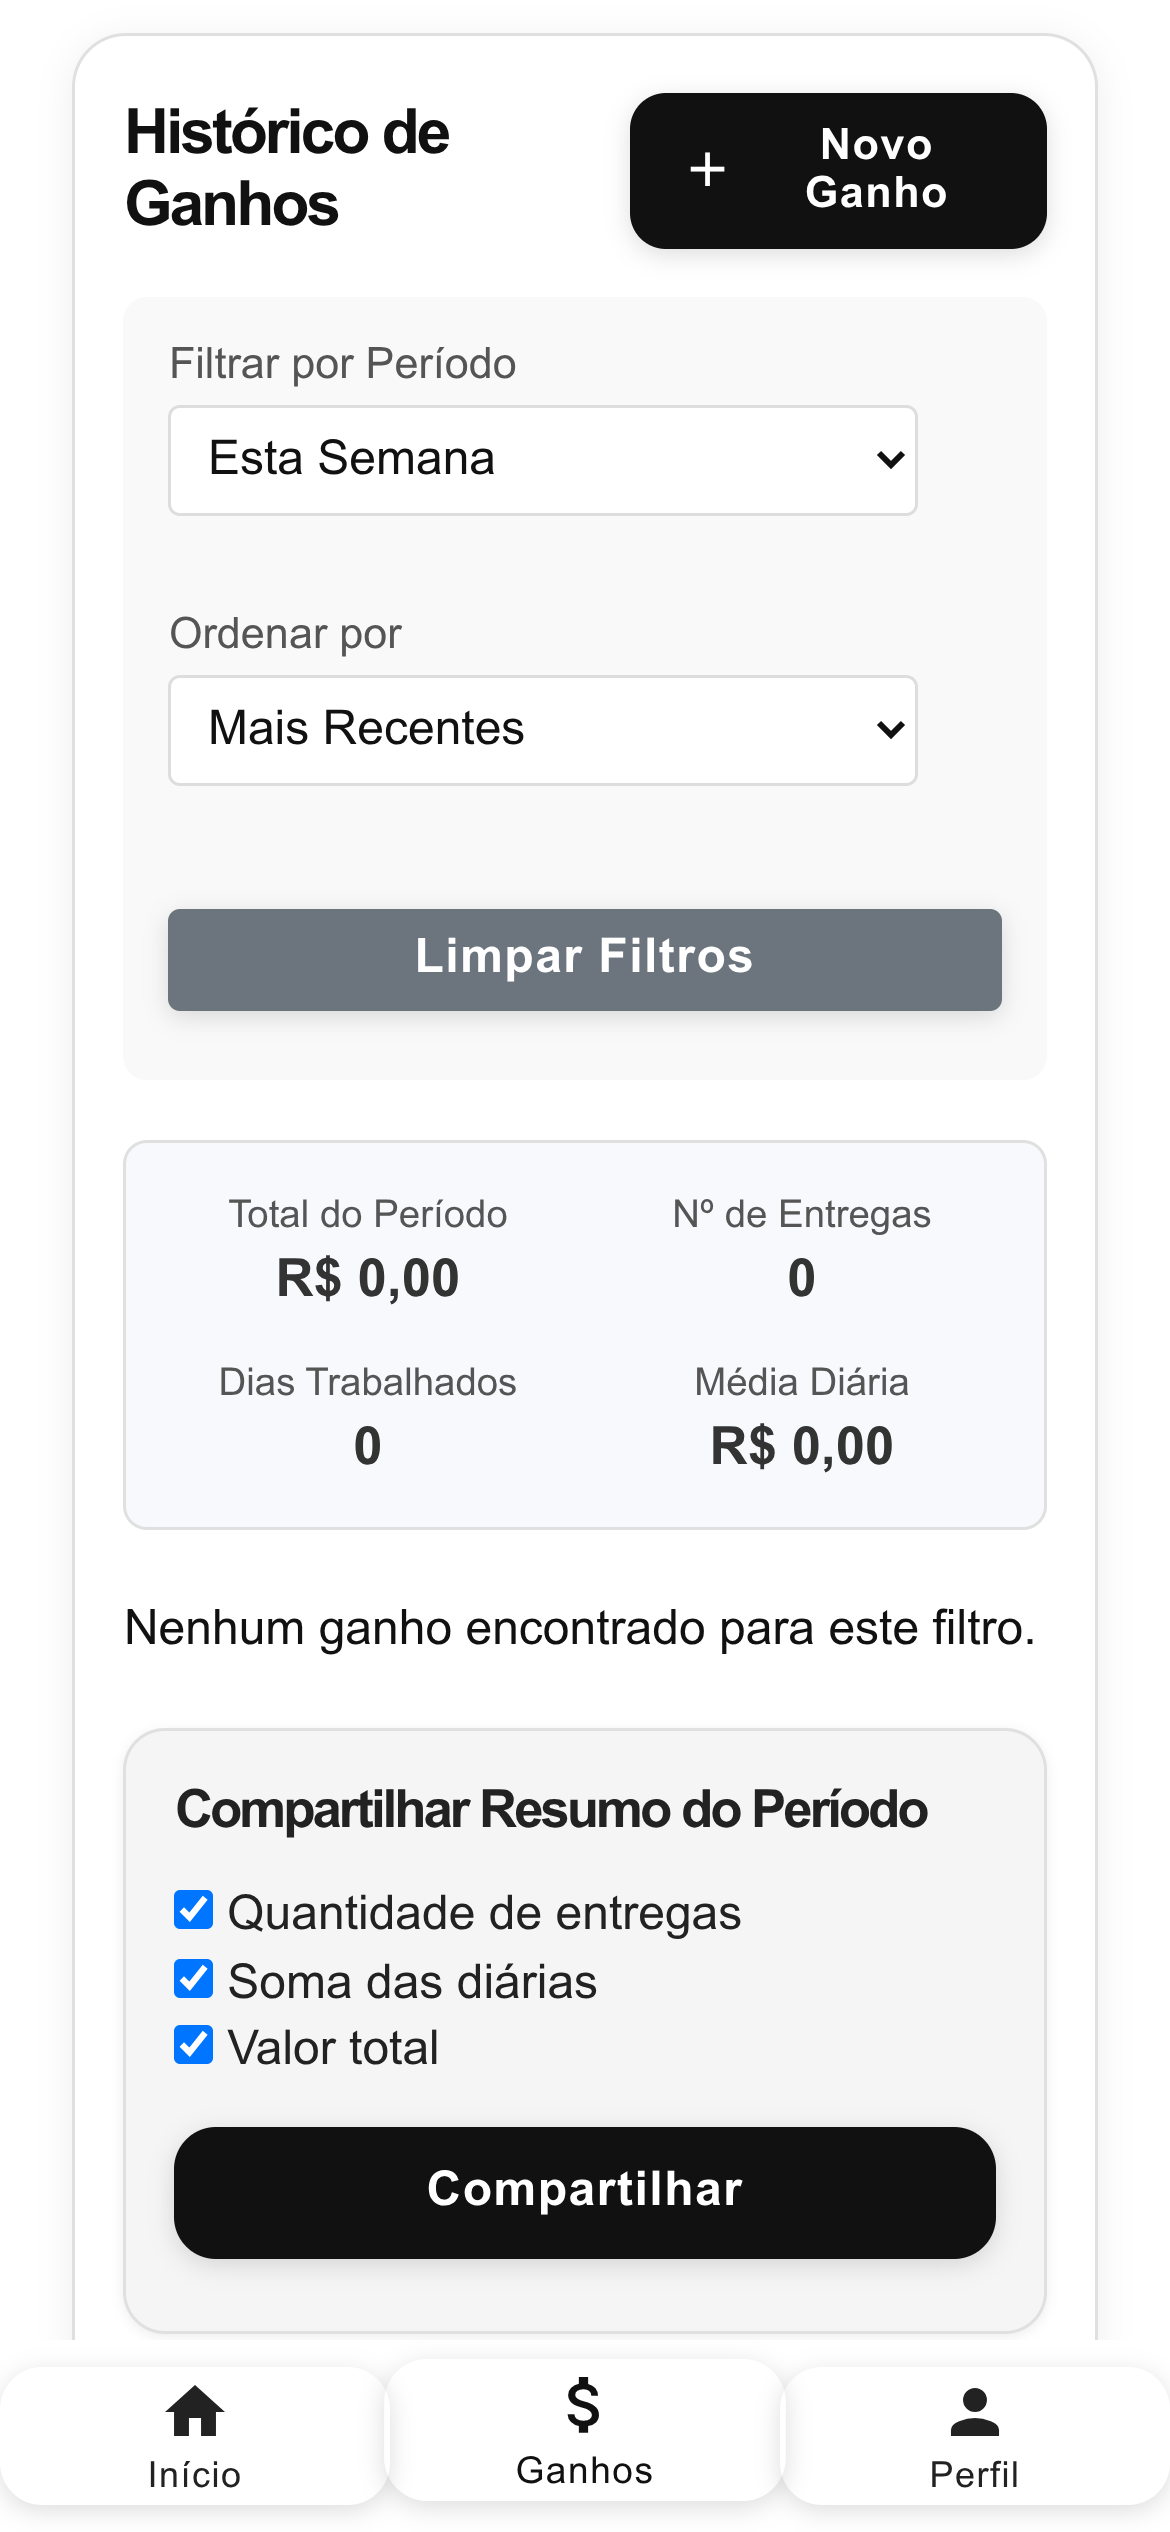 Histórico de
Ganhos
+ Novo
Ganho
Filtrar por Período
Esta Semana
Ordenar por
Mais Recentes
Limpar Filtros
Total do Período
R$ 0,00
Nº de Entregas
0
Dias Trabalhados
0
Média Diária
R$ 0,00
Nenhum ganho encontrado para este filtro.
Compartilhar Resumo do Período
Quantidade de entregas
Soma das diárias
Valor total
Compartilhar
Início
$
Ganhos
Perfil